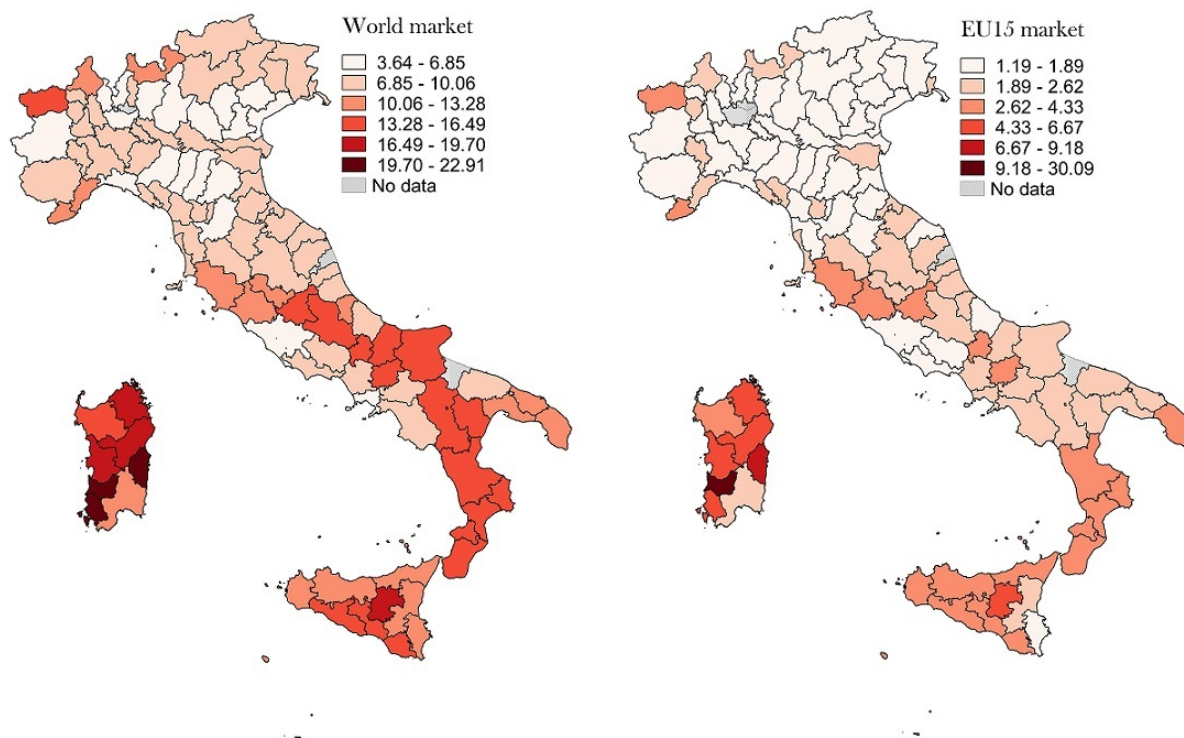 World market
3.64 - 6.85
6.85 - 10.06
10.06 - 13.28
13.28 - 16.49
16.49 - 19.70
19.70 - 22.91
No data
EU15 market
1.19 - 1.89
1.89 - 2.62
2.62 - 4.33
4.33 - 6.67
6.67 - 9.18
9.18 - 30.09
No data